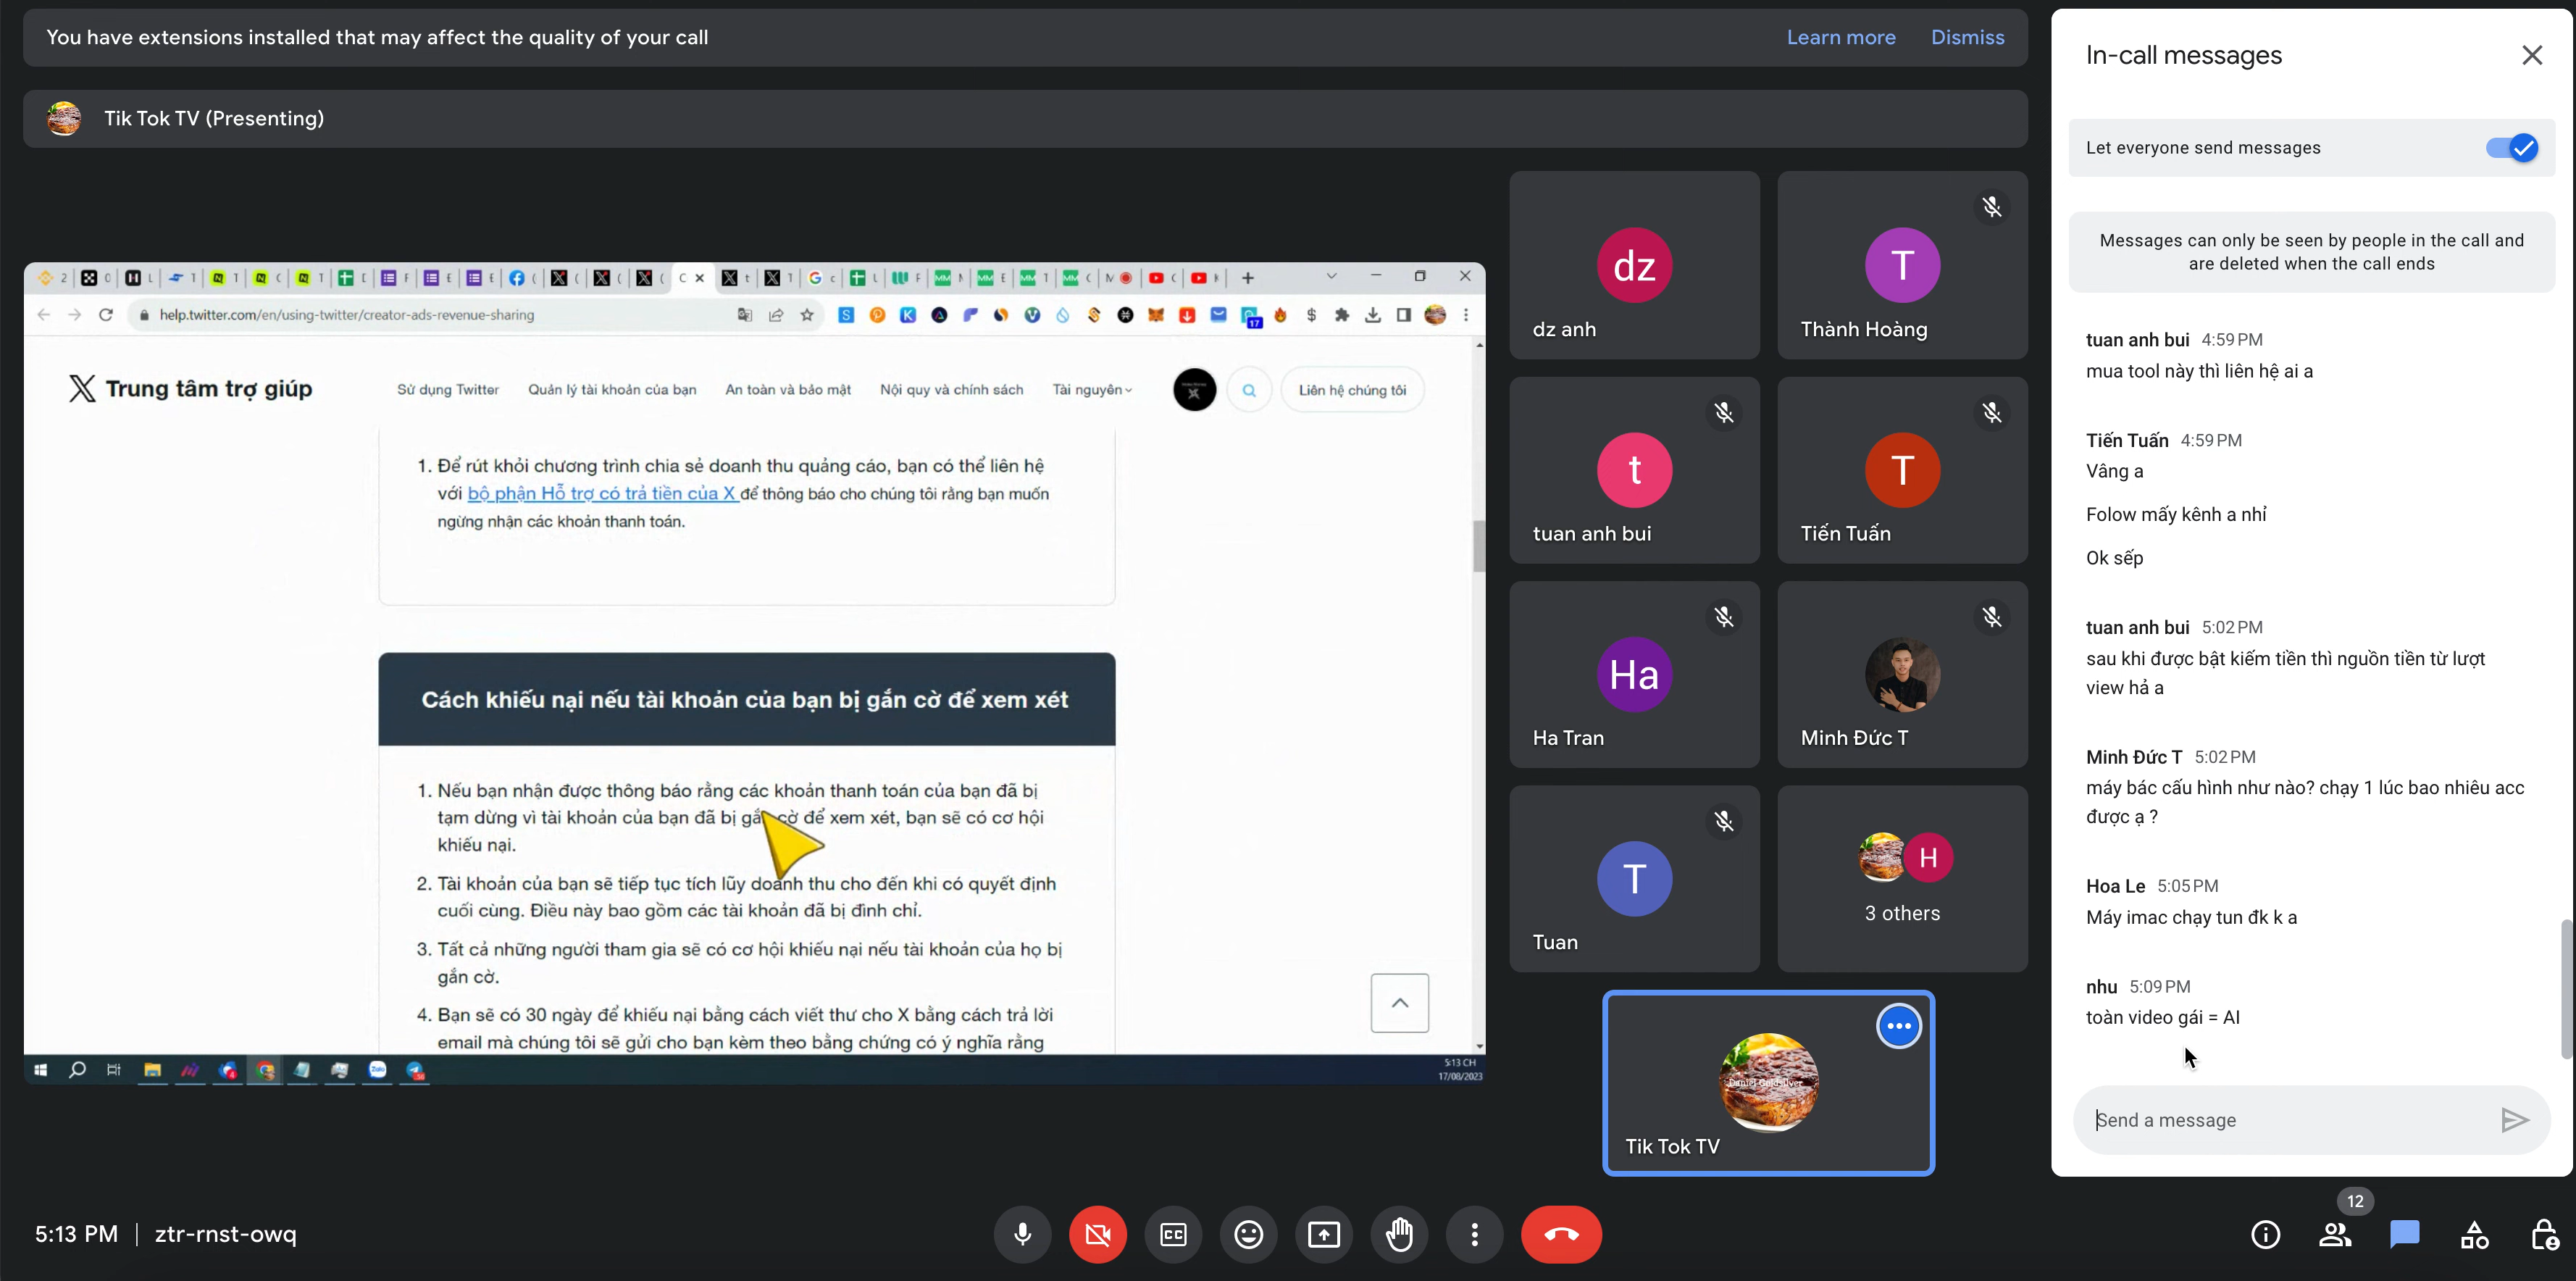 You have extensions installed that may affect the quality of your call
Learn more
Dismiss
Tik Tok TV (Presenting)
help.twitter.com/en/using-twitter/creator-ads-revenue-sharing
17
Trung tâm trợ giúp
Sử dụng Twitter
Quản lý tài khoản của bạn
An toàn và bảo mật
Nội quy và chính sách
Tài nguyên
Liên hệ chúng tôi
1. Để rút khỏi chương trình chia sẻ doanh thu quảng cáo, bạn có thể liên hệ
với bộ phận Hỗ trợ có trả tiền của X để thông báo cho chúng tôi rằng bạn muốn
ngừng nhận các khoản thanh toán.
Cách khiếu nại nếu tài khoản của bạn bị gắn cờ để xem xét
1. Nếu bạn nhận được thông báo rằng các khoản thanh toán của bạn đã bị
tạm dừng vì tài khoản của bạn đã bị gắn cờ để xem xét, bạn sẽ có cơ hội
khiếu nại.
2. Tài khoản của bạn sẽ tiếp tục tích lũy doanh thu cho đến khi có quyết định
cuối cùng. Điều này bao gồm các tài khoản đã bị đình chỉ.
3. Tất cả những người tham gia sẽ có cơ hội khiếu nại nếu tài khoản của họ bị
gắn cờ.
4. Bạn sẽ có 30 ngày để khiếu nại bằng cách viết thư cho X bằng cách trả lời
email mà chúng tôi sẽ gửi cho bạn kèm theo bằng chứng có ý nghĩa rằng
Zalo
5:13 CH
17/08/2023
dz
dz anh
T
Thành Hoàng
t
tuan anh bui
T
Tiến Tuấn
Ha
Ha Tran
Minh Đức T
T
Tuan
H
3 others
Daniel Goldsilver
Tik Tok TV
In-call messages
Let everyone send messages
Messages can only be seen by people in the call and
are deleted when the call ends
tuan anh bui 4:59 PM
mua tool này thì liên hệ ai a
Tiến Tuấn 4:59 PM
Vâng a
Folow mấy kênh a nhỉ
Ok sếp
tuan anh bui 5:02 PM
sau khi được bật kiếm tiền thì nguồn tiền từ lượt
view hả a
Minh Đức T 5:02 PM
máy bác cấu hình như nào? chạy 1 lúc bao nhiêu acc
được ạ ?
Hoa Le 5:05 PM
Máy imac chạy tun đk k a
nhu 5:09 PM
toàn video gái = AI
Send a message
5:13 PM | ztr-rnst-owq
CC
12